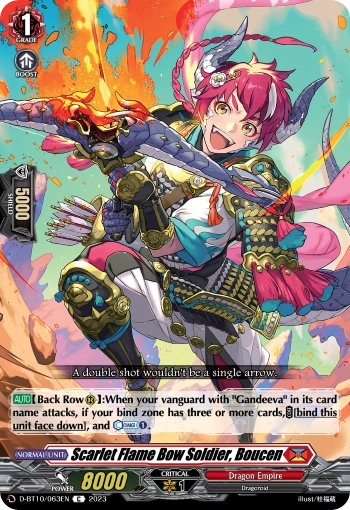 1
GRADE
BOOST
5000
SHIELD
A double shot wouldn't be a single arrow.
AUTO【Back Row】:When your vanguard with "Gandeeva" in its card
name attacks, if your bind zone has three or more cards, [bind this
unit face down], and CHARGE 1.
NORMAL UNIT Scarlet Flame Bow Soldier, Boucen
POWER 8000 CRITICAL 1 Dragon Empire
Dragoroid
D-BT10/063EN C 2023 illust/桂福蔵